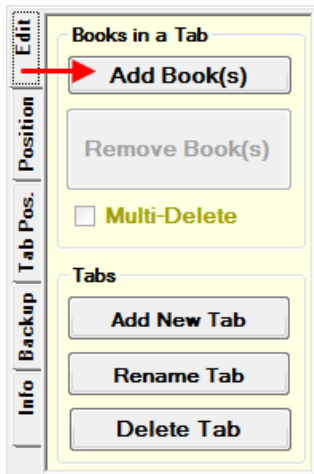 Edit
Position
Tab Pos.
Backup
Info
Books in a Tab
Add Book(s)
Remove Book(s)
Multi-Delete
Tabs
Add New Tab
Rename Tab
Delete Tab